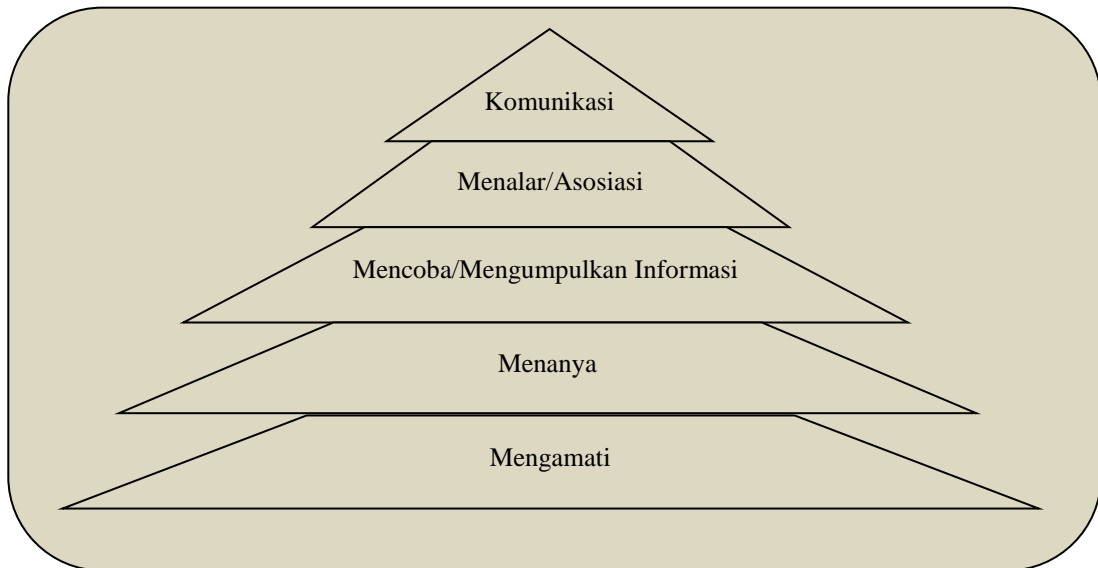 Komunikasi
Menalar/Asosiasi
Mencoba/Mengumpulkan Informasi
Menanya
Mengamati